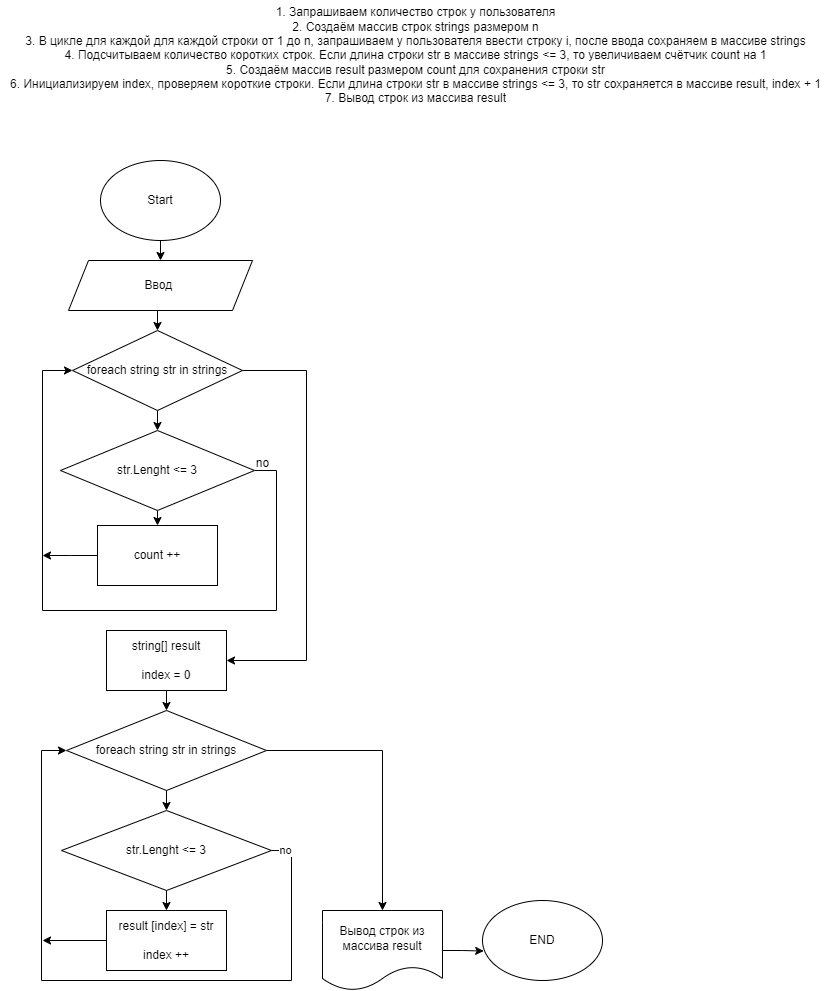 1. Запрашиваем количество строк у пользователя
2. Создаём массив строк strings размером n
3. В цикле для каждой для каждой строки от 1 до n, запрашиваем у пользователя ввести строку i, после ввода сохраняем в массиве strings
4. Подсчитываем количество коротких строк. Если длина строки str в массиве strings <= 3, то увеличиваем счётчик count на 1
5. Создаём массив result размером count для сохранения строки str
6. Инициализируем index, проверяем короткие строки. Если длина строки str в массиве strings <= 3, то str сохраняется в массиве result, index + 1
7. Вывод строк из массива result
Start
Ввод
foreach string str in strings
str.Lenght <= 3
no
count ++
string[] result
index = 0
foreach string str in strings
str.Lenght <= 3
no
result [index] = str
index ++
Вывод строк из
массива result
END